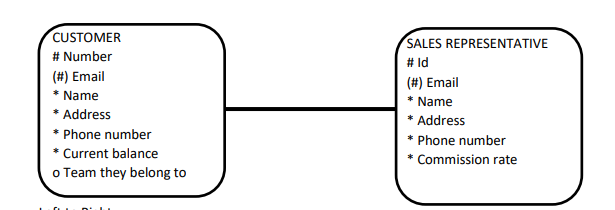 CUSTOMER
# Number
(#) Email
* Name
* Address
* Phone number
* Current balance
o Team they belong to
SALES REPRESENTATIVE
# Id
(#) Email
* Name
* Address
* Phone number
* Commission rate